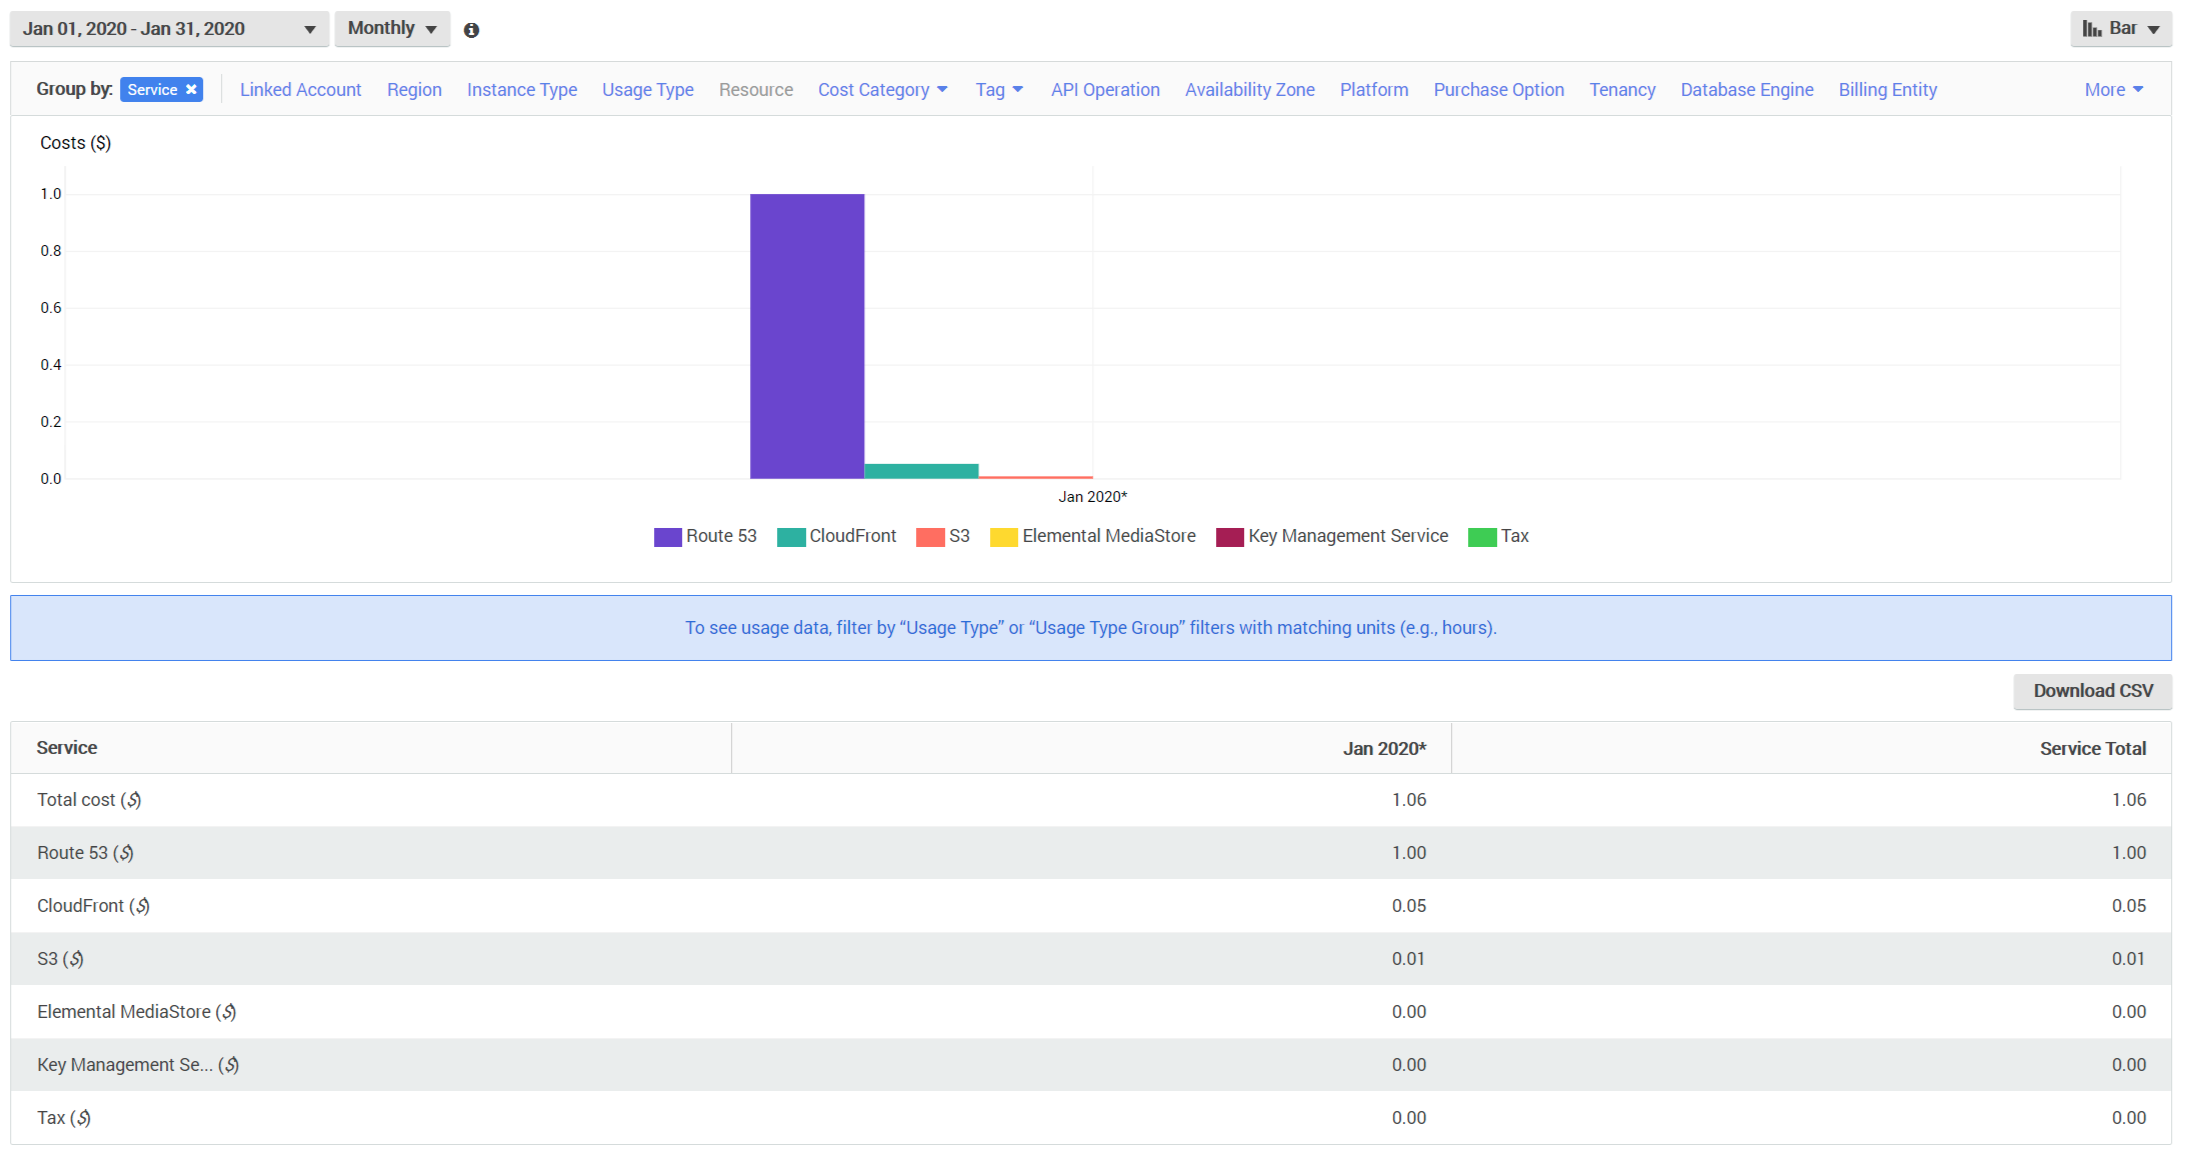 Jan 01, 2020 - Jan 31, 2020 Monthly Bar
Group by: Service Linked Account Region Instance Type Usage Type Resource Cost Category Tag API Operation Availability Zone Platform Purchase Option Tenancy Database Engine Billing Entity More
Costs ($)
1.0
0.8
0.6
0.4
0.2
0.0
Jan 2020*
Route 53 CloudFront S3 Elemental MediaStore Key Management Service Tax
To see usage data, filter by “Usage Type” or “Usage Type Group” filters with matching units (e.g., hours).
Download CSV
Service Jan 2020* Service Total
Total cost ($) 1.06 1.06
Route 53 ($) 1.00 1.00
CloudFront ($) 0.05 0.05
S3 ($) 0.01 0.01
Elemental MediaStore ($) 0.00 0.00
Key Management Se... ($) 0.00 0.00
Tax ($) 0.00 0.00